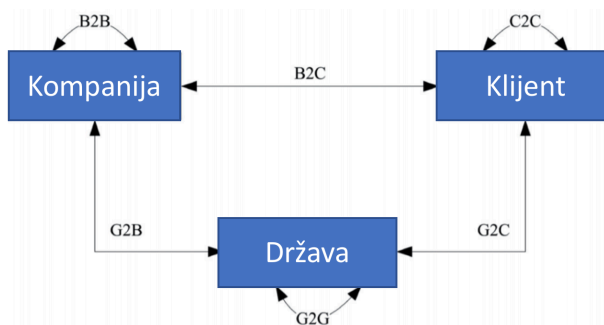 B2B
C2C
Kompanija
B2C
Klijent
G2B
Država
G2C
G2G